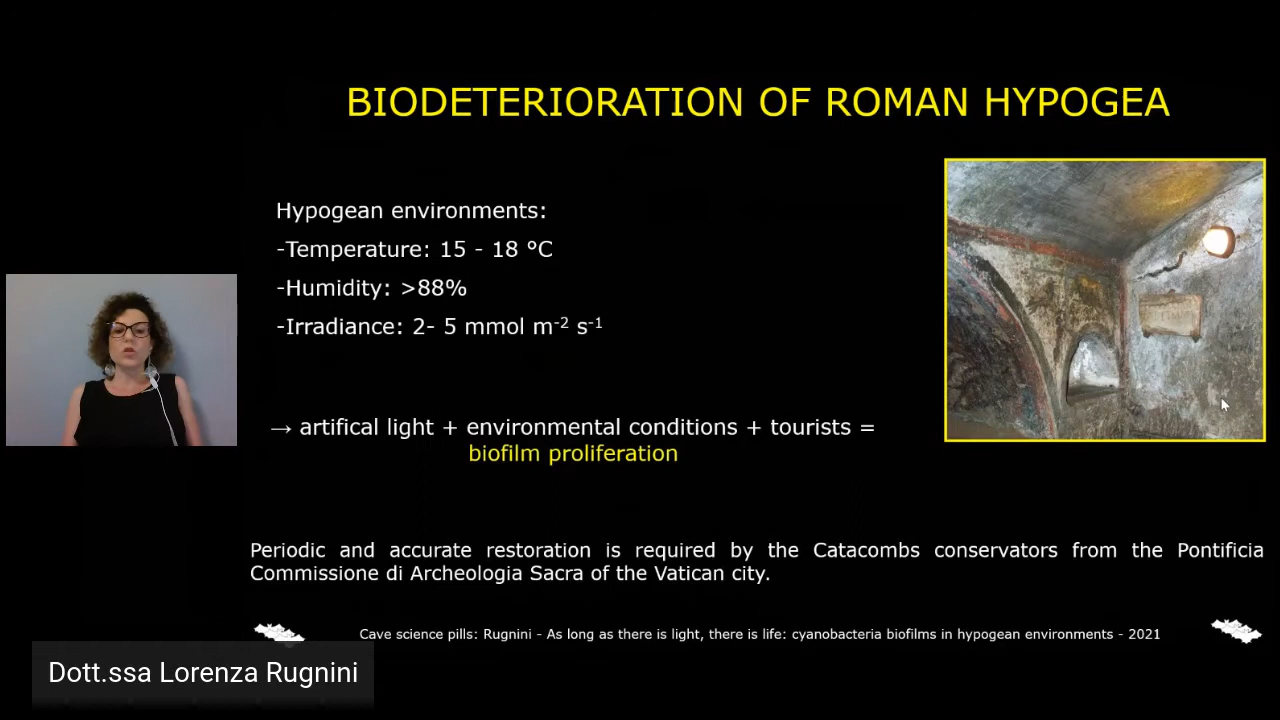 BIODETERIORATION OF ROMAN HYPOGEA
Hypogean environments:
-Temperature: 15 - 18 °C
-Humidity: >88%
-Irradiance: 2- 5 mmol m⁻² s⁻¹
→ artifical light + environmental conditions + tourists =
biofilm proliferation
Periodic and accurate restoration is required by the Catacombs conservators from the Pontificia
Commissione di Archeologia Sacra of the Vatican city.
Cave science pills: Rugnini - As long as there is light, there is life: cyanobacteria biofilms in hypogean environments - 2021
Dott.ssa Lorenza Rugnini